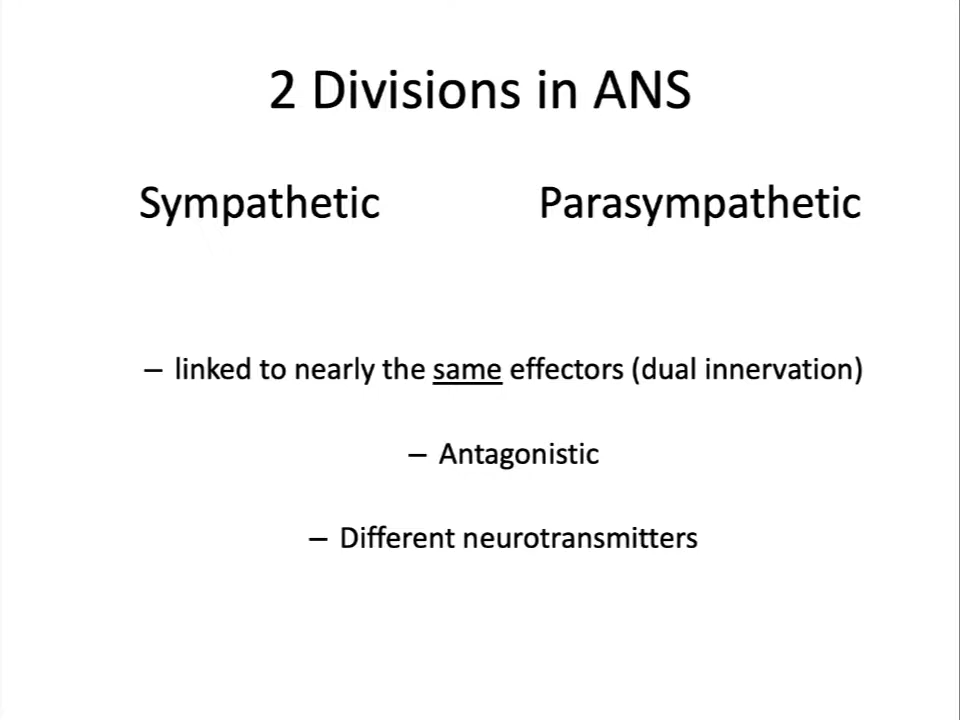 2 Divisions in ANS
Sympathetic Parasympathetic
– linked to nearly the same effectors (dual innervation)
– Antagonistic
– Different neurotransmitters